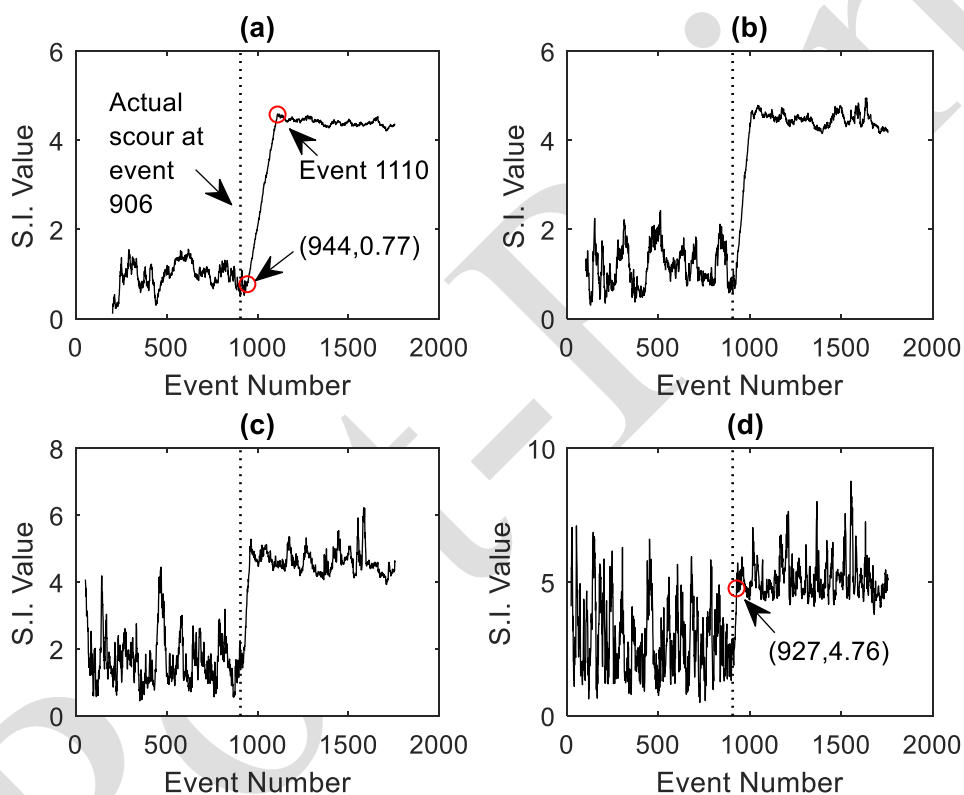 (a)
6
4
2
0
S.I. Value
Actual
scour at
event
906
Event 1110
(944,0.77)
0 500 1000 1500 2000
Event Number
(b)
6
4
2
0
S.I. Value
0 500 1000 1500 2000
Event Number
(c)
8
6
4
2
0
S.I. Value
0 500 1000 1500 2000
Event Number
(d)
10
5
0
S.I. Value
(927,4.76)
0 500 1000 1500 2000
Event Number